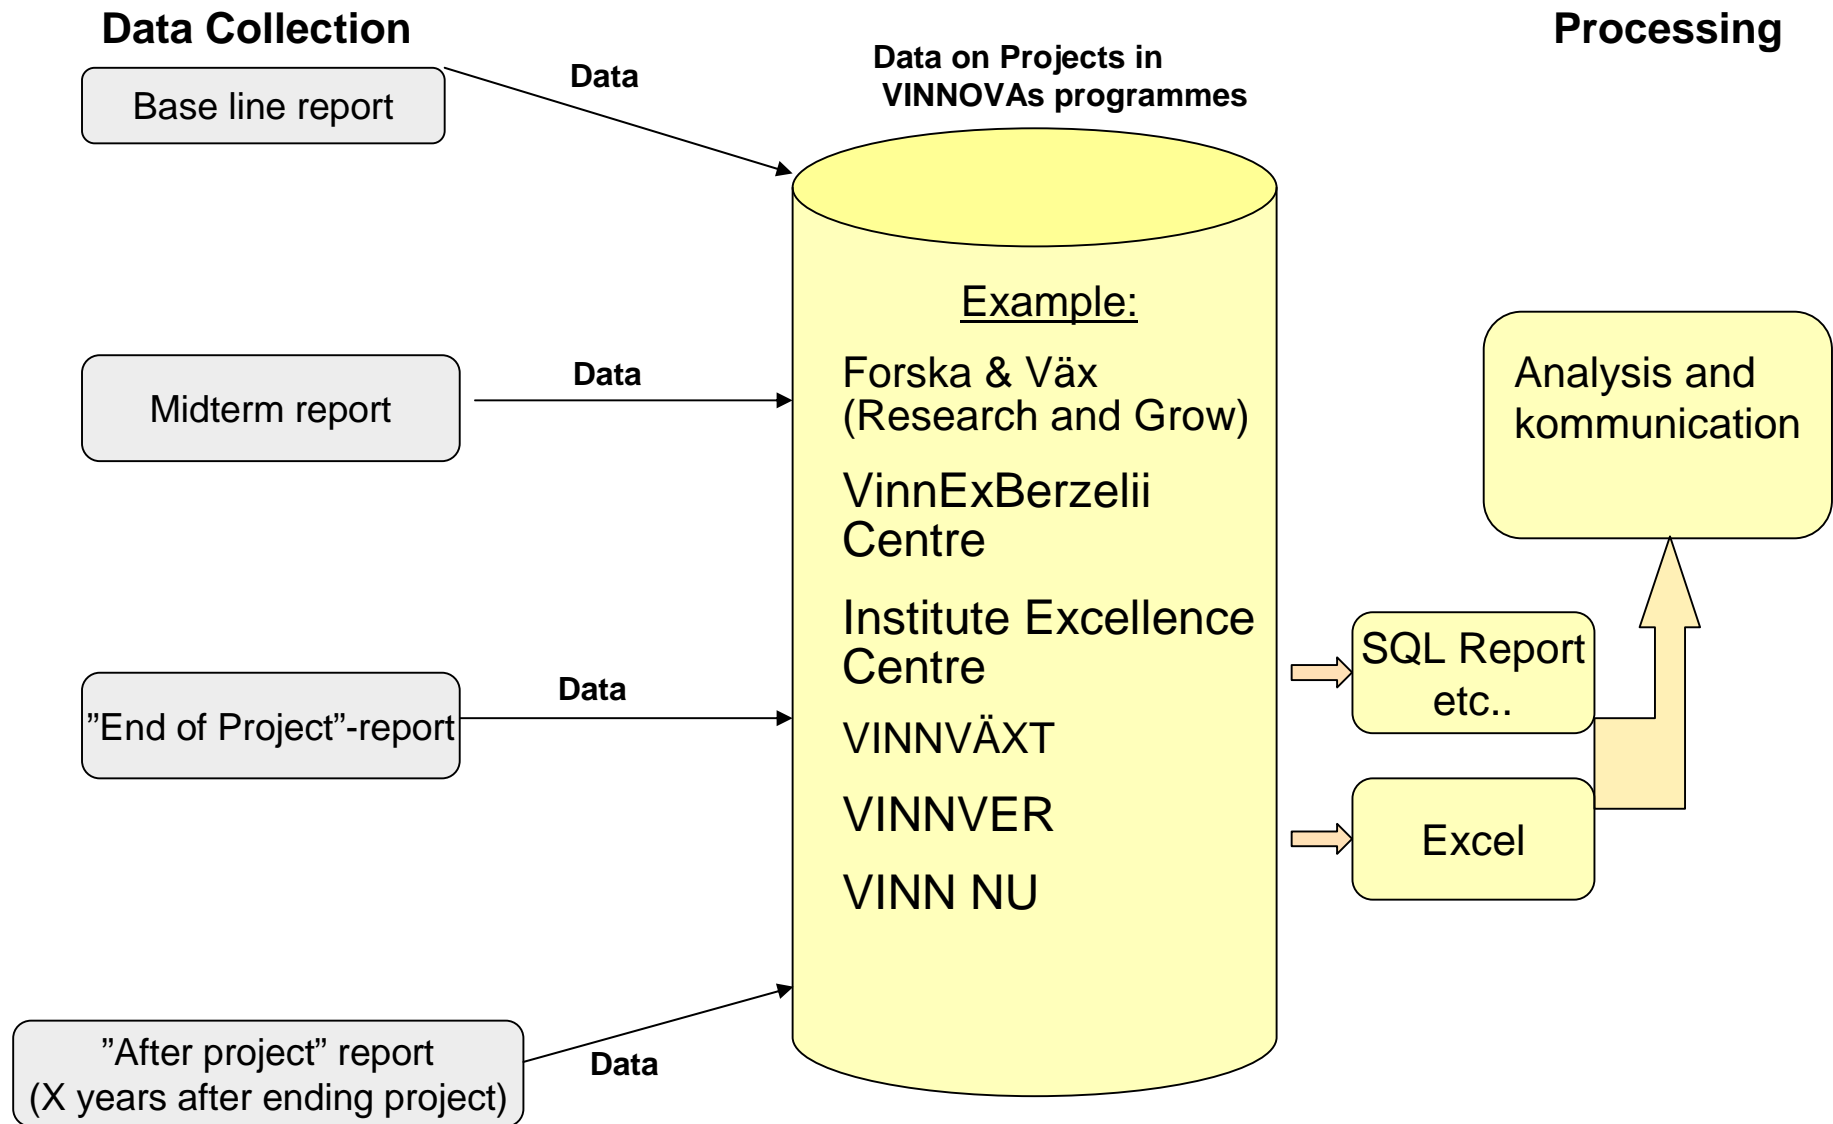 Data Collection
Processing
Base line report
Data
Data on Projects in
VINNOVAs programmes
Midterm report
Data
”End of Project”-report
Data
”After project” report
(X years after ending project)
Data
Example:
Forska & Väx
(Research and Grow)
VinnExBerzelii
Centre
Institute Excellence
Centre
VINNVÄXT
VINNVER
VINN NU
SQL Report
etc..
Excel
Analysis and
kommunication